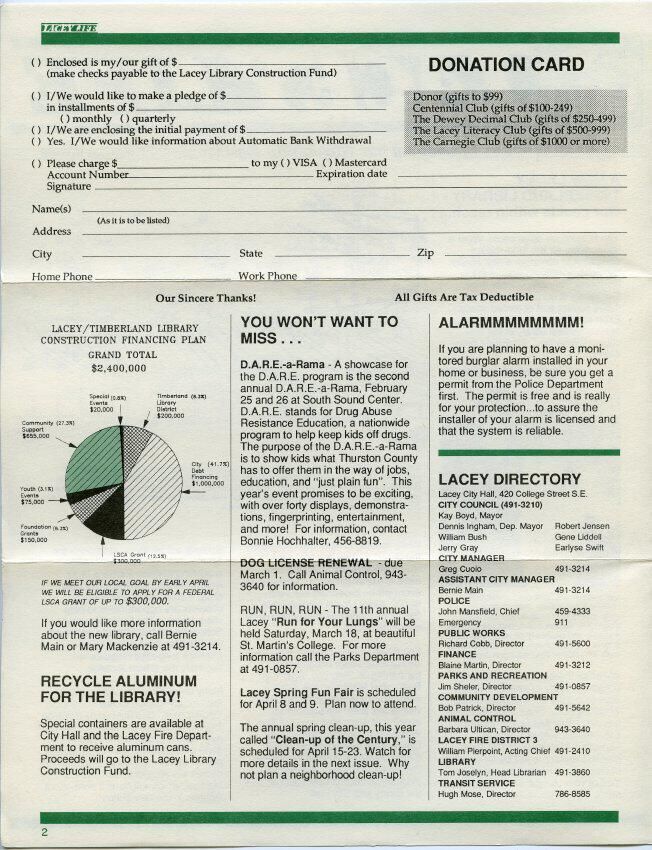 LACEY LIFE
( ) Enclosed is my/our gift of $
(make checks payable to the Lacey Library Construction Fund)
( ) I/We would like to make a pledge of $
in installments of $
( ) monthly ( ) quarterly
( ) I/We are enclosing the initial payment of $
( ) Yes. I/We would like information about Automatic Bank Withdrawal
( ) Please charge $ to my ( ) VISA ( ) Mastercard
Account Number Expiration date
Signature
DONATION CARD
Donor (gifts to $99)
Centennial Club (gifts of $100-249)
The Dewey Decimal Club (gifts of $250-499)
The Lacey Literacy Club (gifts of $500-999)
The Carnegie Club (gifts of $1000 or more)
Name(s)
(As it is to be listed)
Address
City State Zip
Home Phone Work Phone
Our Sincere Thanks! All Gifts Are Tax Deductible
LACEY/TIMBERLAND LIBRARY
CONSTRUCTION FINANCING PLAN
GRAND TOTAL
$2,400,000
Special (0.8%)
Events
$20,000
Timberland (8.3%)
Library
District
$200,000
Community (27.3%)
Support
$655,000
City (41.7%)
Debt
Financing
$1,000,000
Youth (3.1%)
Events
$75,000
Foundation (6.3%)
Grants
$150,000
LSCA Grant (12.5%)
$300,000
IF WE MEET OUR LOCAL GOAL BY EARLY APRIL
WE WILL BE ELIGIBLE TO APPLY FOR A FEDERAL
LSCA GRANT OF UP TO $300,000.
If you would like more information
about the new library, call Bernie
Main or Mary Mackenzie at 491-3214.
RECYCLE ALUMINUM
FOR THE LIBRARY!
Special containers are available at
City Hall and the Lacey Fire Depart-
ment to receive aluminum cans.
Proceeds will go to the Lacey Library
Construction Fund.
YOU WON'T WANT TO
MISS . . .
D.A.R.E.-a-Rama - A showcase for
the D.A.R.E. program is the second
annual D.A.R.E.-a-Rama, February
25 and 26 at South Sound Center.
D.A.R.E. stands for Drug Abuse
Resistance Education, a nationwide
program to help keep kids off drugs.
The purpose of the D.A.R.E.-a-Rama
is to show kids what Thurston County
has to offer them in the way of jobs,
education, and "just plain fun". This
year's event promises to be exciting,
with over forty displays, demonstra-
tions, fingerprinting, entertainment,
and more! For information, contact
Bonnie Hochhalter, 456-8819.
DOG LICENSE RENEWAL - due
March 1. Call Animal Control, 943-
3640 for information.
RUN, RUN, RUN - The 11th annual
Lacey "Run for Your Lungs" will be
held Saturday, March 18, at beautiful
St. Martin's College. For more
information call the Parks Department
at 491-0857.
Lacey Spring Fun Fair is scheduled
for April 8 and 9. Plan now to attend.
The annual spring clean-up, this year
called "Clean-up of the Century," is
scheduled for April 15-23. Watch for
more details in the next issue. Why
not plan a neighborhood clean-up!
ALARMMMMMMMM!
If you are planning to have a moni-
tored burglar alarm installed in your
home or business, be sure you get a
permit from the Police Department
first. The permit is free and is really
for your protection...to assure the
installer of your alarm is licensed and
that the system is reliable.
LACEY DIRECTORY
Lacey City Hall, 420 College Street S.E.
CITY COUNCIL (491-3210)
Kay Boyd, Mayor
Dennis Ingham, Dep. Mayor Robert Jensen
William Bush Gene Liddell
Jerry Gray Earlyse Swift
CITY MANAGER
Greg Cuoio 491-3214
ASSISTANT CITY MANAGER
Bernie Main 491-3214
POLICE
John Mansfield, Chief 459-4333
Emergency 911
PUBLIC WORKS
Richard Cobb, Director 491-5600
FINANCE
Blaine Martin, Director 491-3212
PARKS AND RECREATION
Jim Sheler, Director 491-0857
COMMUNITY DEVELOPMENT
Bob Patrick, Director 491-5642
ANIMAL CONTROL
Barbara Ultican, Director 943-3640
LACEY FIRE DISTRICT 3
William Pierpoint, Acting Chief 491-2410
LIBRARY
Tom Joselyn, Head Librarian 491-3860
TRANSIT SERVICE
Hugh Mose, Director 786-8585
2